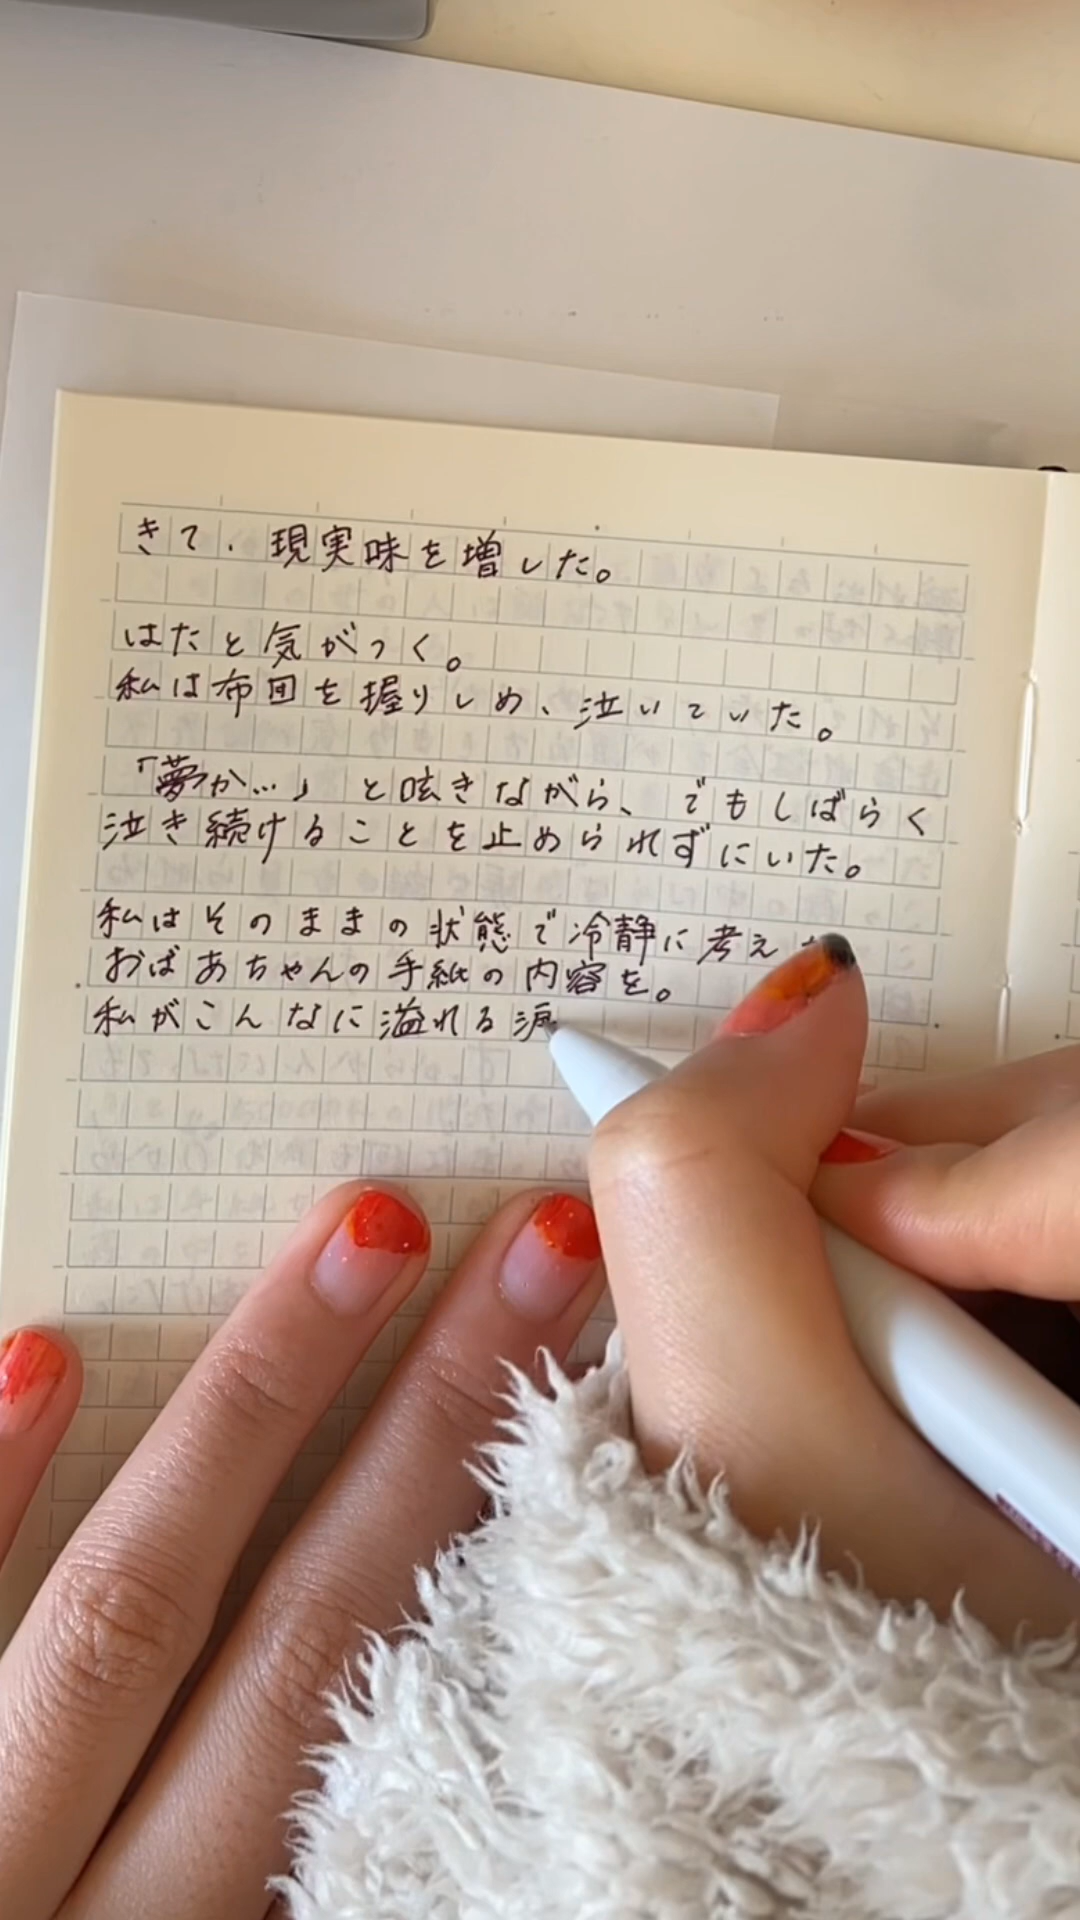 きて、現実味を増した。
はたと気がつく。
私は布団を握りしめ、泣いていた。
「夢か…」と呟きながら、でもしばらく
泣き続けることを止められずにいた。
私はそのままの状態で冷静に考え
おばあちゃんの手紙の内容を。
私がこんなに溢れる涙